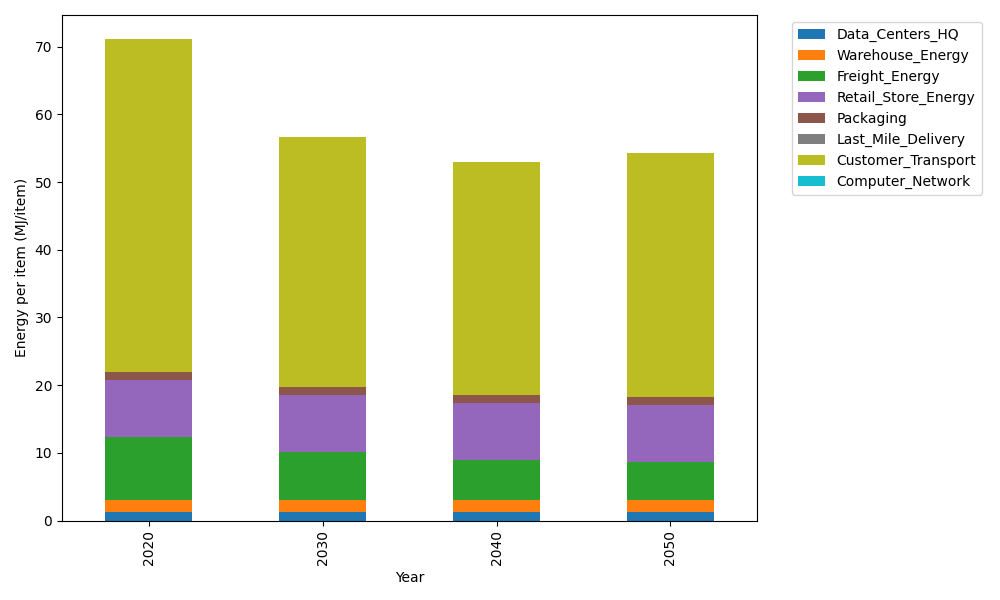 70
60
50
40
30
20
10
0
Energy per item (MJ/item)
2020
2030
2040
2050
Year
Data_Centers_HQ
Warehouse_Energy
Freight_Energy
Retail_Store_Energy
Packaging
Last_Mile_Delivery
Customer_Transport
Computer_Network